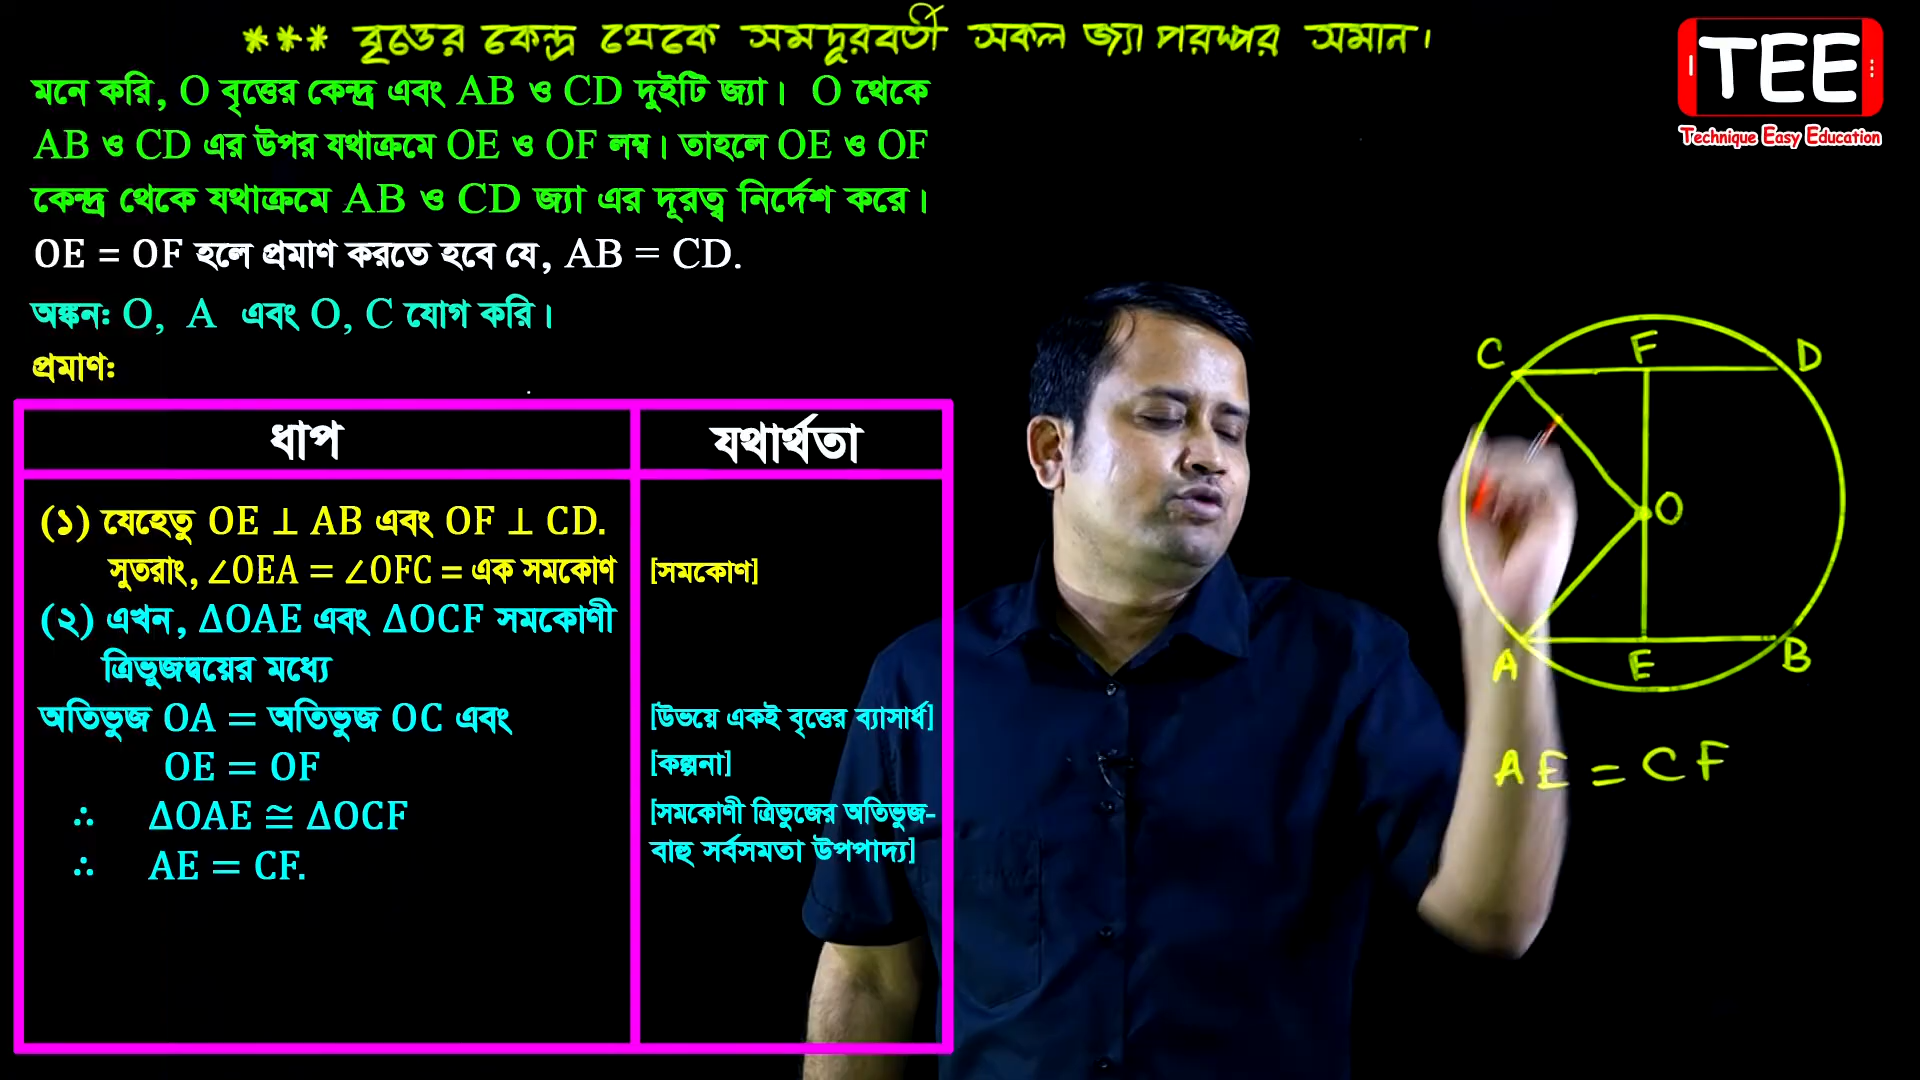 *** বৃত্তের কেন্দ্র থেকে সমদূরবর্তী সকল জ্যা পরস্পর সমান।
TEE
Technique Easy Education
মনে করি, O বৃত্তের কেন্দ্র এবং AB ও CD দুইটি জ্যা। O থেকে
AB ও CD এর উপর যথাক্রমে OE ও OF লম্ব। তাহলে OE ও OF
কেন্দ্র থেকে যথাক্রমে AB ও CD জ্যা এর দূরত্ব নির্দেশ করে।
OE = OF হলে প্রমাণ করতে হবে যে, AB = CD.
অঙ্কন: O, A এবং O, C যোগ করি।
প্রমাণ:
ধাপ যথার্থতা
(১) যেহেতু OE ⊥ AB এবং OF ⊥ CD.
সুতরাং, ∠OEA = ∠OFC = এক সমকোণ [সমকোণ]
(২) এখন, ΔOAE এবং ΔOCF সমকোণী
ত্রিভুজদ্বয়ের মধ্যে
অতিভুজ OA = অতিভুজ OC এবং [উভয়ে একই বৃত্তের ব্যাসার্ধ]
OE = OF [কল্পনা]
∴ ΔOAE ≅ ΔOCF [সমকোণী ত্রিভুজের অতিভুজ-
বাহু সর্বসমতা উপপাদ্য]
∴ AE = CF.
C F D
O
A E B
AE = CF